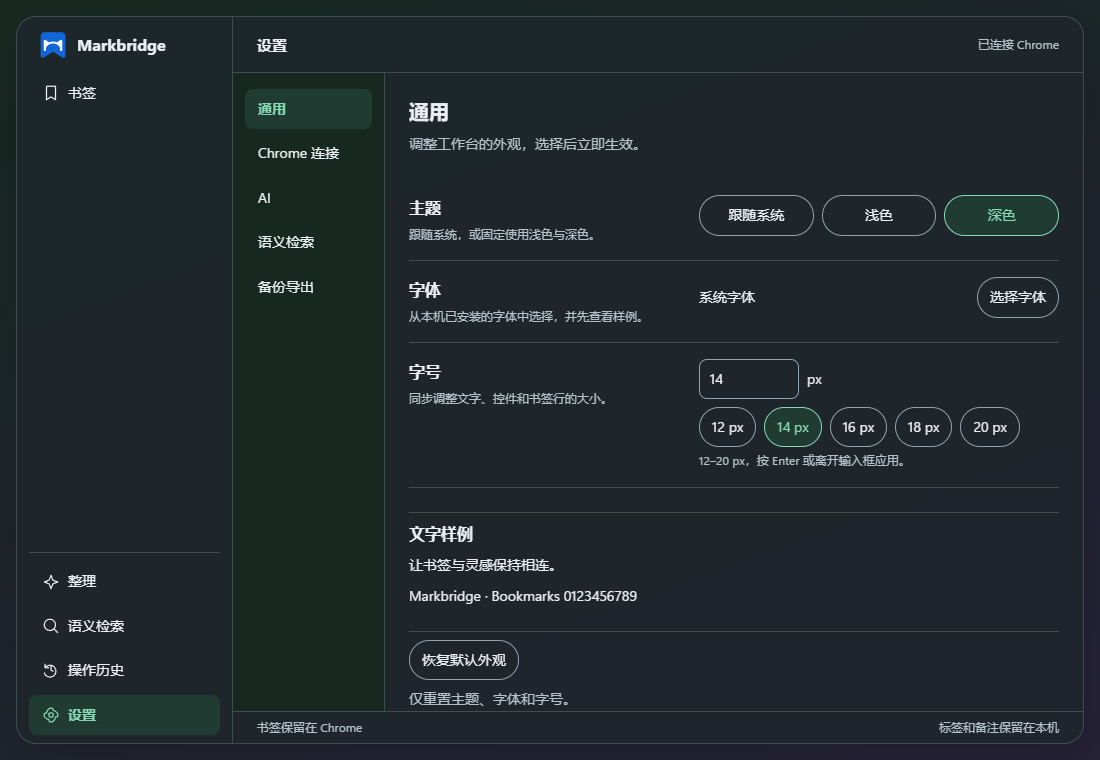 Markbridge
书签
整理
语义检索
操作历史
设置
设置
已连接 Chrome
通用
Chrome 连接
AI
语义检索
备份导出
通用
调整工作台的外观，选择后立即生效。
主题
跟随系统，或固定使用浅色与深色。
跟随系统
浅色
深色
字体
从本机已安装的字体中选择，并先查看样例。
系统字体
选择字体
字号
同步调整文字、控件和书签行的大小。
14 px
12 px
14 px
16 px
18 px
20 px
12–20 px，按 Enter 或离开输入框应用。
文字样例
让书签与灵感保持相连。
Markbridge · Bookmarks 0123456789
恢复默认外观
仅重置主题、字体和字号。
书签保留在 Chrome
标签和备注保留在本机